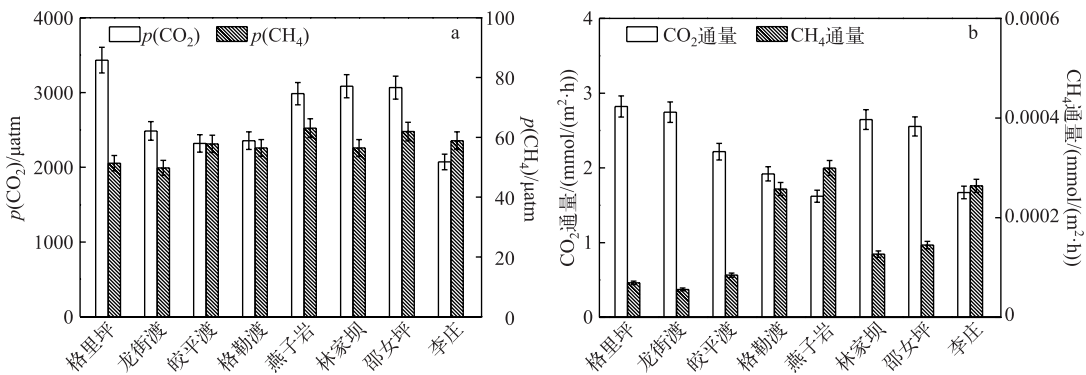 4000
3000
2000
1000
0
p(CO₂)/μatm
p(CO₂)
p(CH₄)
a
100
80
60
40
20
0
p(CH₄)/μatm
格里坪
龙街渡
皎平渡
格勒渡
燕子岩
林家坝
邵女坪
李庄
4
3
2
1
0
CO₂通量/(mmol/(m²·h))
CO₂通量
CH₄通量
b
0.0006
0.0004
0.0002
0
CH₄通量/(mmol/(m²·h))
格里坪
龙街渡
皎平渡
格勒渡
燕子岩
林家坝
邵女坪
李庄